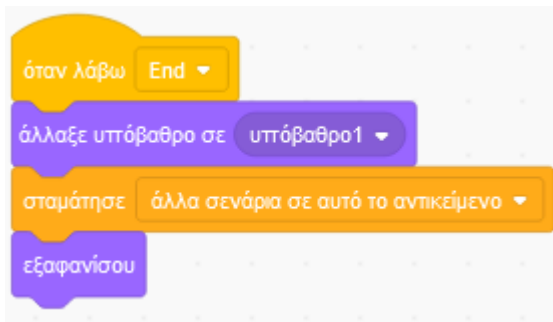 όταν λάβω End
άλλαξε υπόβαθρο σε υπόβαθρο1
σταμάτησε άλλα σενάρια σε αυτό το αντικείμενο
εξαφανίσου